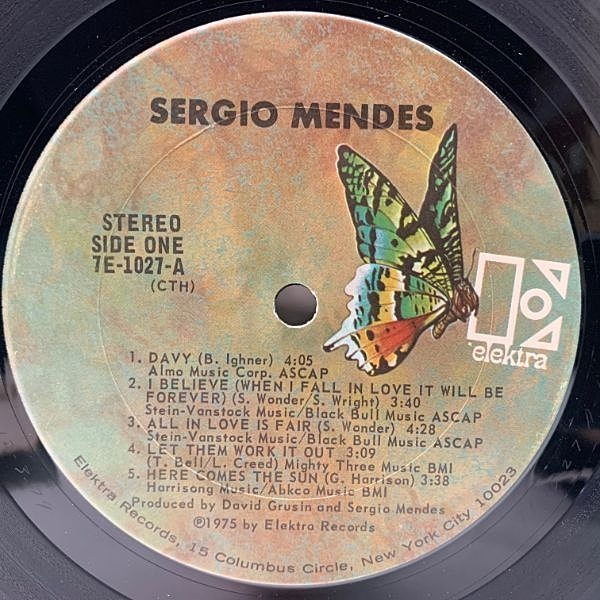 SERGIO MENDES
STEREO
SIDE ONE
7E-1027-A
(CTH)
elektra
1. DAVY (B. Ighner) 4:05
Almo Music Corp. ASCAP
2. I BELIEVE (WHEN I FALL IN LOVE IT WILL BE
FOREVER) (S. Wonder/S. Wright) 3:40
Stein-Vanstock Music/Black Bull Music ASCAP
3. ALL IN LOVE IS FAIR (S. Wonder) 4:28
Stein-Vanstock Music/Black Bull Music ASCAP
4. LET THEM WORK IT OUT 3:09
(T. Bell/L. Creed) Mighty Three Music BMI
5. HERE COMES THE SUN (G. Harrison) 3:38
Harrisong Music/Abkco Music BMI
Produced by David Grusin and Sergio Mendes
℗1975 by Elektra Records
Elektra Records, 15 Columbus Circle, New York City 10023